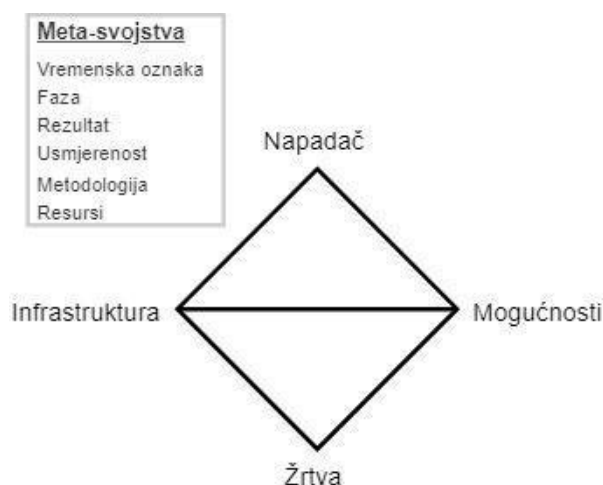 Meta-svojstva
Vremenska oznaka
Faza
Rezultat
Usmjerenost
Metodologija
Resursi
Napadač
Infrastruktura
Mogućnosti
Žrtva